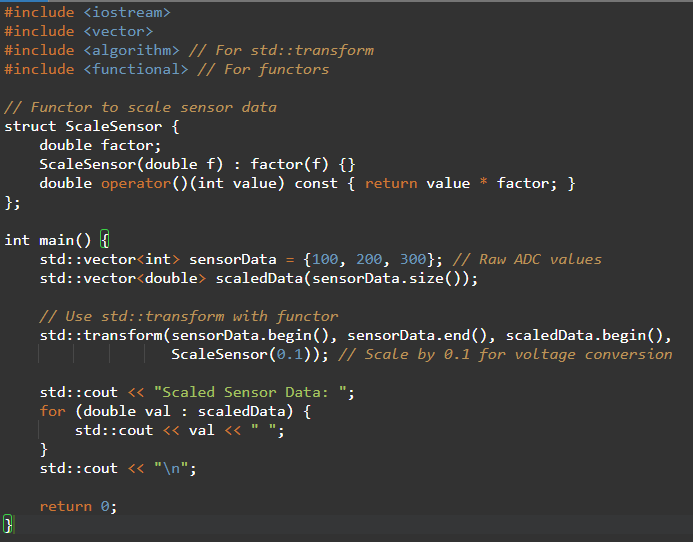 #include <iostream>
#include <vector>
#include <algorithm> // For std::transform
#include <functional> // For functors
// Functor to scale sensor data
struct ScaleSensor {
    double factor;
    ScaleSensor(double f) : factor(f) {}
    double operator()(int value) const { return value * factor; }
};
int main() {
    std::vector<int> sensorData = {100, 200, 300}; // Raw ADC values
    std::vector<double> scaledData(sensorData.size());
    // Use std::transform with functor
    std::transform(sensorData.begin(), sensorData.end(), scaledData.begin(),
                   ScaleSensor(0.1)); // Scale by 0.1 for voltage conversion
    std::cout << "Scaled Sensor Data: ";
    for (double val : scaledData) {
        std::cout << val << " ";
    }
    std::cout << "\n";
    return 0;
}